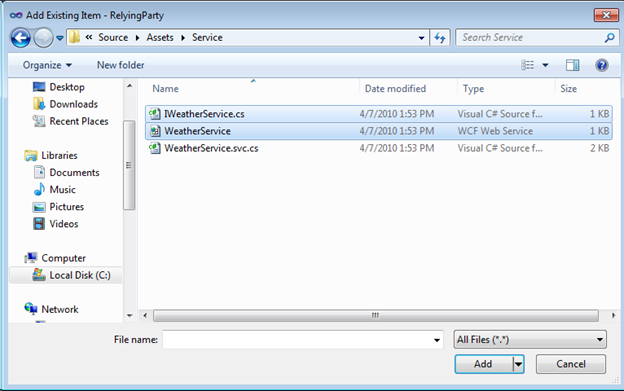 Add Existing Item - RelyingParty
« Source Assets Service
Search Service
Organize New folder
Name Date modified Type Size
Desktop
Downloads
Recent Places
Libraries
Documents
Music
Pictures
Videos
Computer
Local Disk (C:)
Network
IWeatherService.cs 4/7/2010 1:53 PM Visual C# Source f... 1 KB
WeatherService 4/7/2010 1:53 PM WCF Web Service 1 KB
WeatherService.svc.cs 4/7/2010 1:53 PM Visual C# Source f... 2 KB
File name: All Files (*.*)
Add Cancel